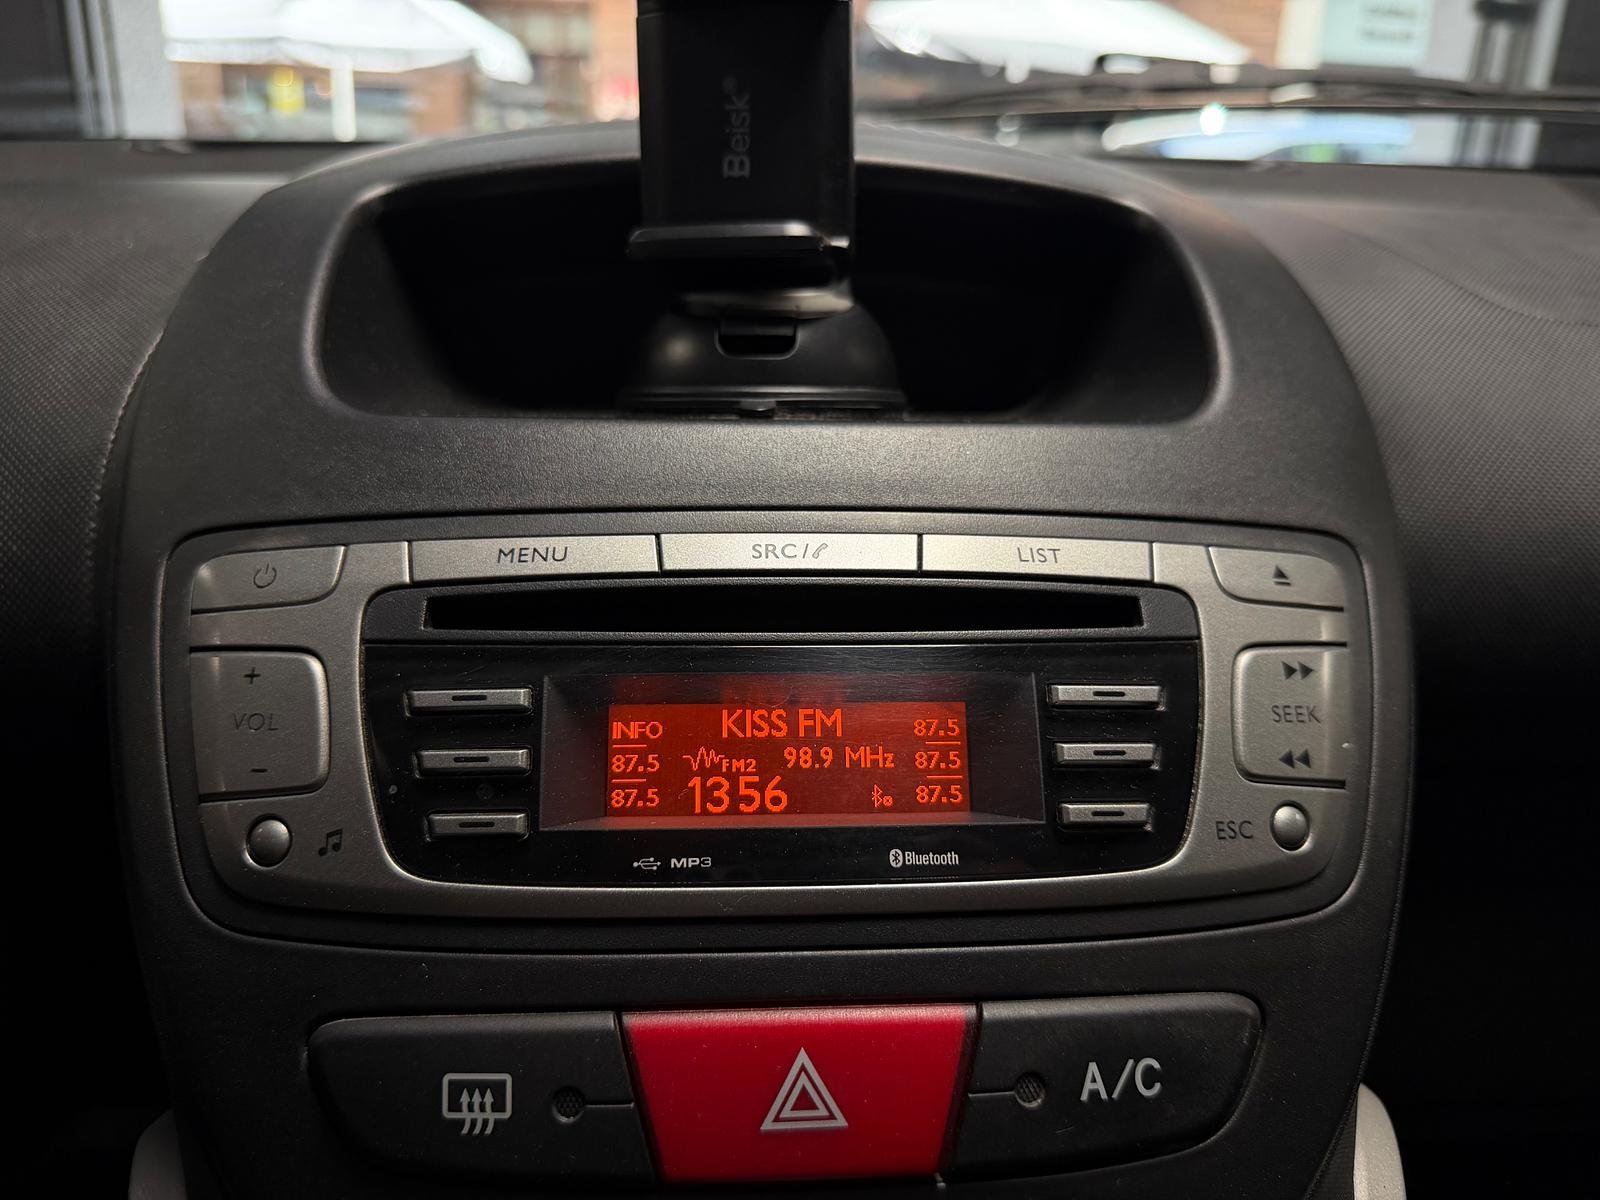 Beisk®
MENU
SRC/
LIST
+
VOL
-
SEEK
ESC
INFO KISS FM 87.5
87.5 FM2 98.9 MHz 87.5
87.5 1356 87.5
MP3
Bluetooth
A/C